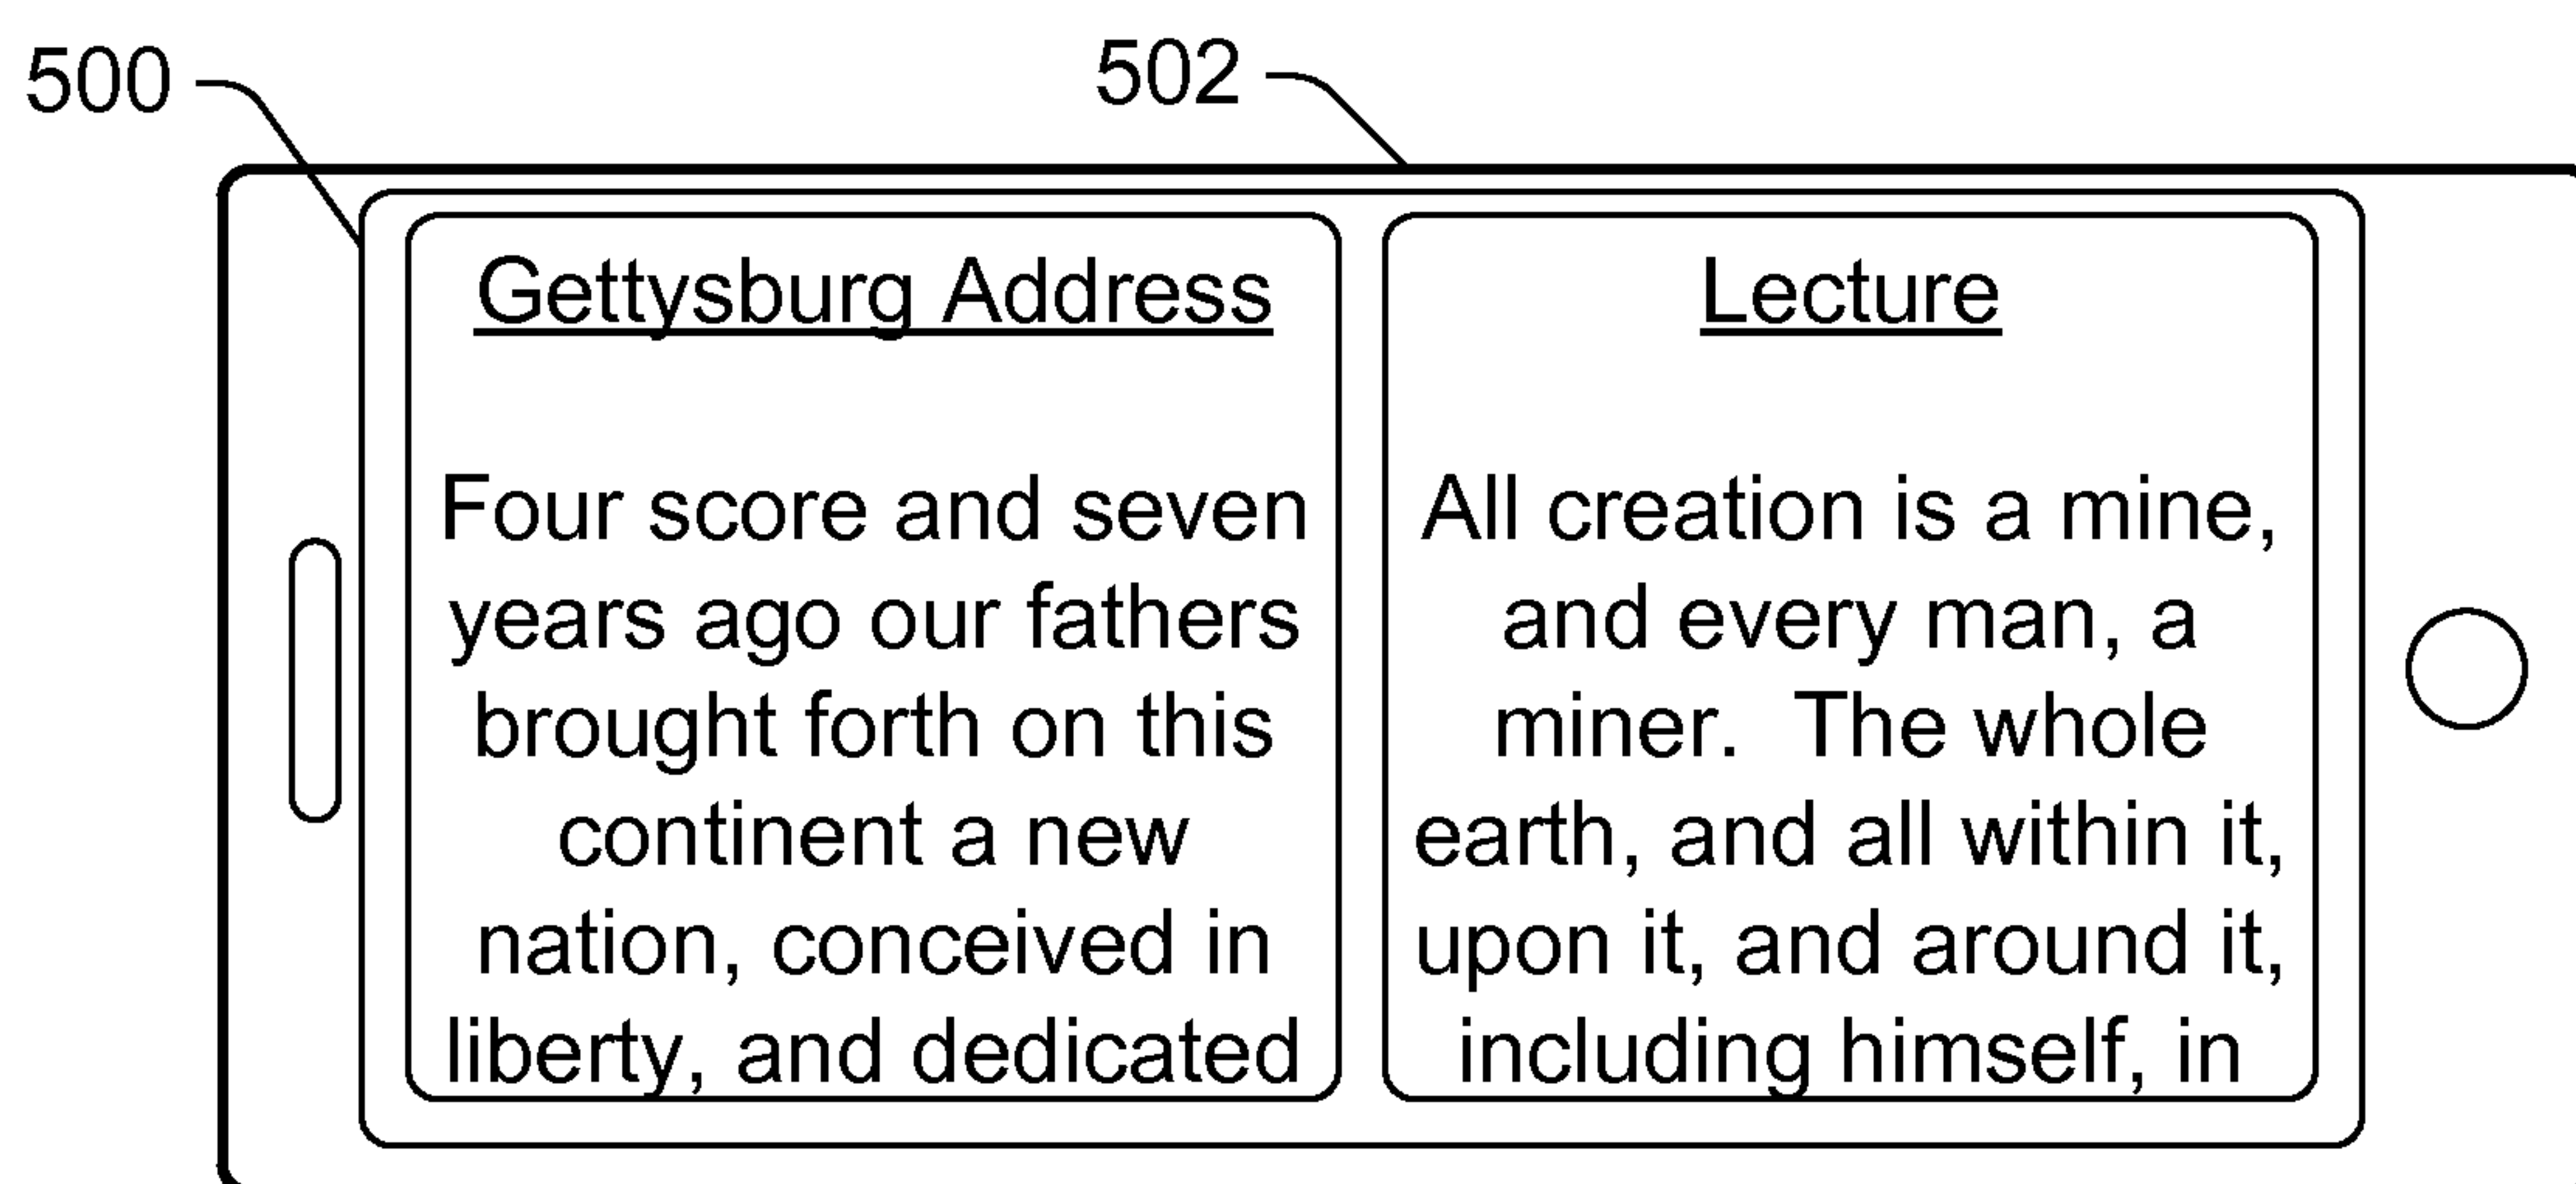 500
502
Gettysburg Address
Four score and seven
years ago our fathers
brought forth on this
continent a new
nation, conceived in
liberty, and dedicated
Lecture
All creation is a mine,
and every man, a
miner.  The whole
earth, and all within it,
upon it, and around it,
including himself, in